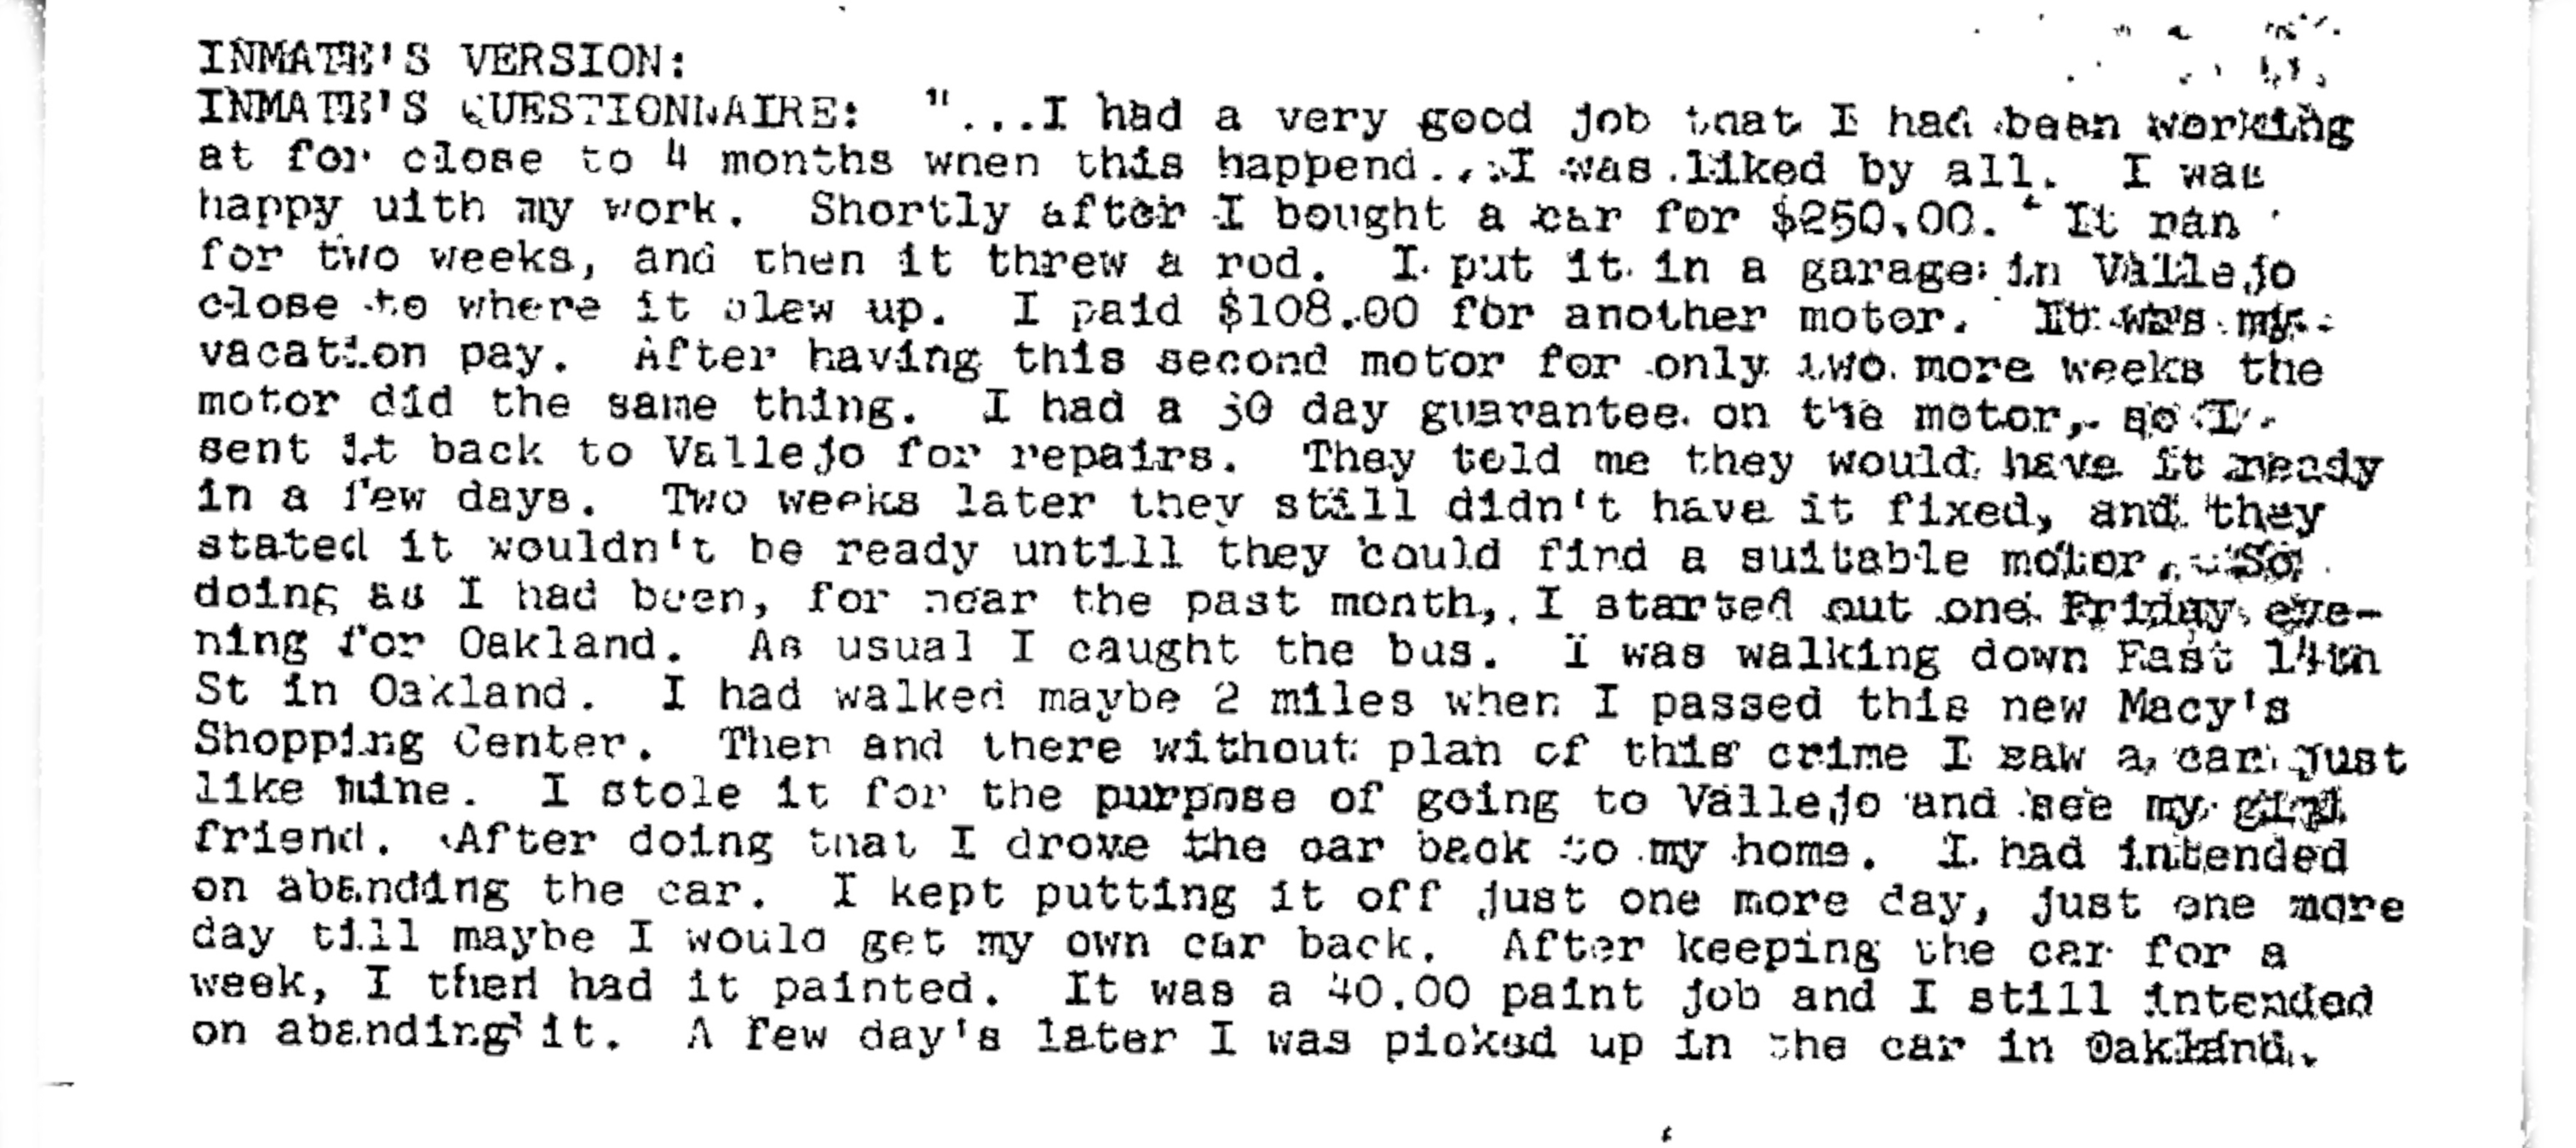 INMATE'S VERSION:
INMATE'S QUESTIONNAIRE: "...I had a very good job that I had been working
at for close to 4 months when this happend...I was liked by all. I was
happy with my work. Shortly after I bought a car for $250.00. It ran
for two weeks, and then it threw a rod. I put it in a garage in Vallejo
close to where it blew up. I paid $108.00 for another motor. It was my
vacation pay. After having this second motor for only two more weeks the
motor did the same thing. I had a 30 day guarantee on the motor, so I
sent it back to Vallejo for repairs. They told me they would have it ready
in a few days. Two weeks later they still didn't have it fixed, and they
stated it wouldn't be ready untill they could find a suitable motor. So
doing as I had been, for near the past month, I started out one Friday eve-
ning for Oakland. As usual I caught the bus. I was walking down East 14th
St in Oakland. I had walked maybe 2 miles when I passed this new Macy's
Shopping Center. Then and there without plan of this crime I saw a car just
like mine. I stole it for the purpose of going to Vallejo and see my girl
friend. After doing that I drove the car back to my home. I had intended
on abanding the car. I kept putting it off just one more day, just one more
day till maybe I would get my own car back. After keeping the car for a
week, I then had it painted. It was a 40.00 paint job and I still intended
on abanding it. A few day's later I was picked up in the car in Oakland.